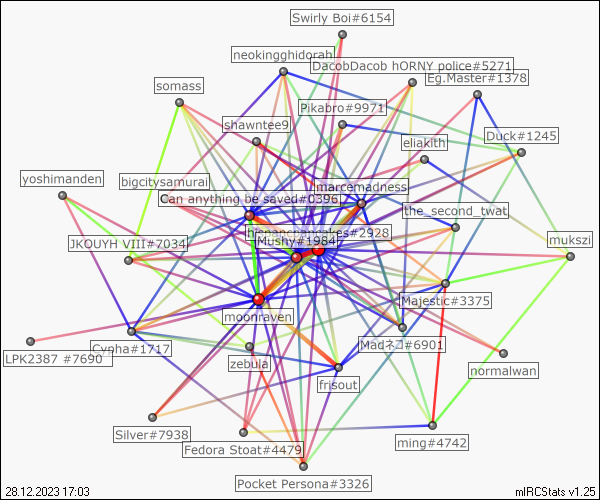 Swirly Boi#6154
neokingghidorah
DacobDacob hORNY police#5271
Eg.Master#1378
somass
Pikabro#9971
shawntee9
Duck#1245
eliakith
yoshimanden
bigcitysamurai
marcemadness
Can anything be saved#0396
the_second_twat
hispanicpancakes#2928
Mushy#1984
JKOUYH VIII#7034
mukszi
Majestic#3375
moonraven
Madネコ#6901
Cypha#1717
LPK2387 #7690
zebula
normalwan
frisout
Silver#7938
ming#4742
Fedora Stoat#4479
Pocket Persona#3326
28.12.2023 17:03
mIRCStats v1.25